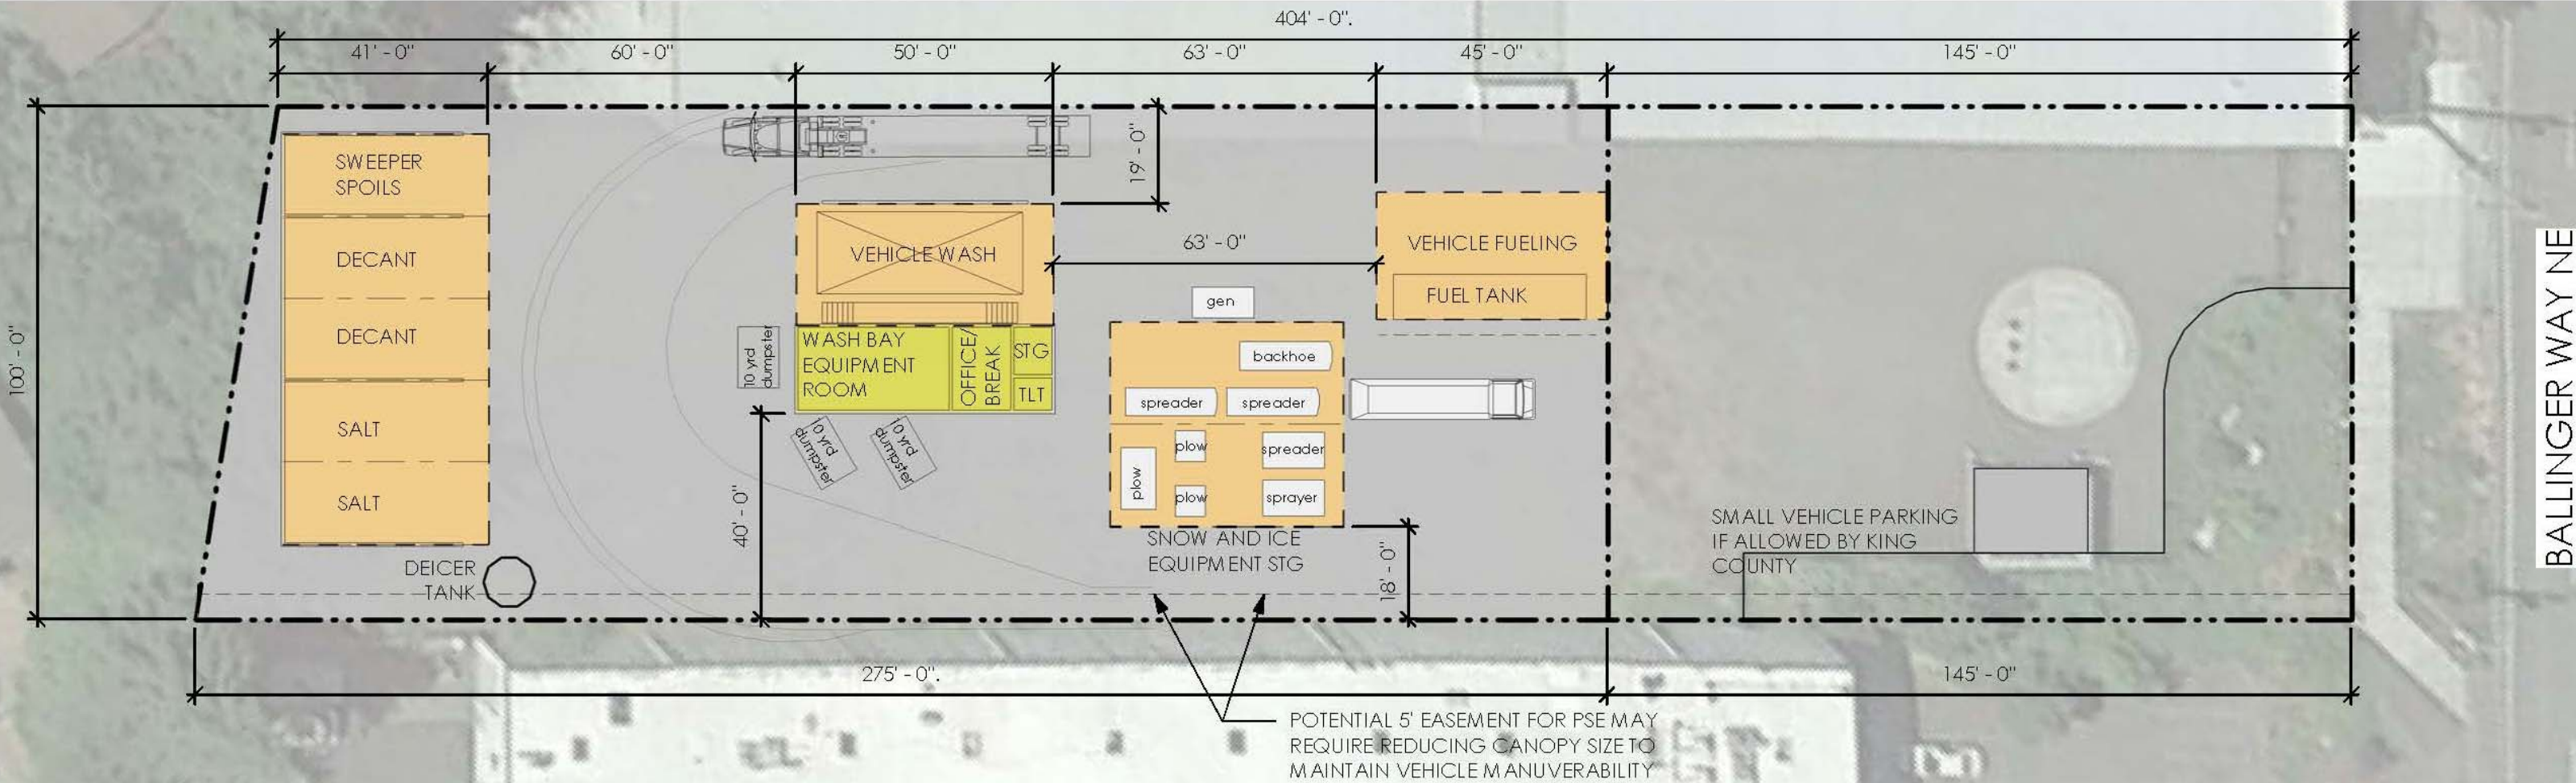 404' - 0".
41' - 0"
60' - 0"
50' - 0"
63' - 0"
45' - 0"
145' - 0"
100' - 0"
19' - 0"
SWEEPER
SPOILS
DECANT
DECANT
SALT
SALT
DEICER
TANK
VEHICLE WASH
WASH BAY
EQUIPMENT
ROOM
OFFICE/
BREAK
STG
TLT
10 yrd
dumpster
10 yrd
dumpster
10 yrd
dumpster
40' - 0"
63' - 0"
gen
backhoe
spreader
spreader
plow
plow
spreader
plow
sprayer
SNOW AND ICE
EQUIPMENT STG
18' - 0"
VEHICLE FUELING
FUEL TANK
SMALL VEHICLE PARKING
IF ALLOWED BY KING
COUNTY
BALLINGER WAY NE
275' - 0".
145' - 0"
POTENTIAL 5' EASEMENT FOR PSE MAY
REQUIRE REDUCING CANOPY SIZE TO
MAINTAIN VEHICLE MANUVERABILITY